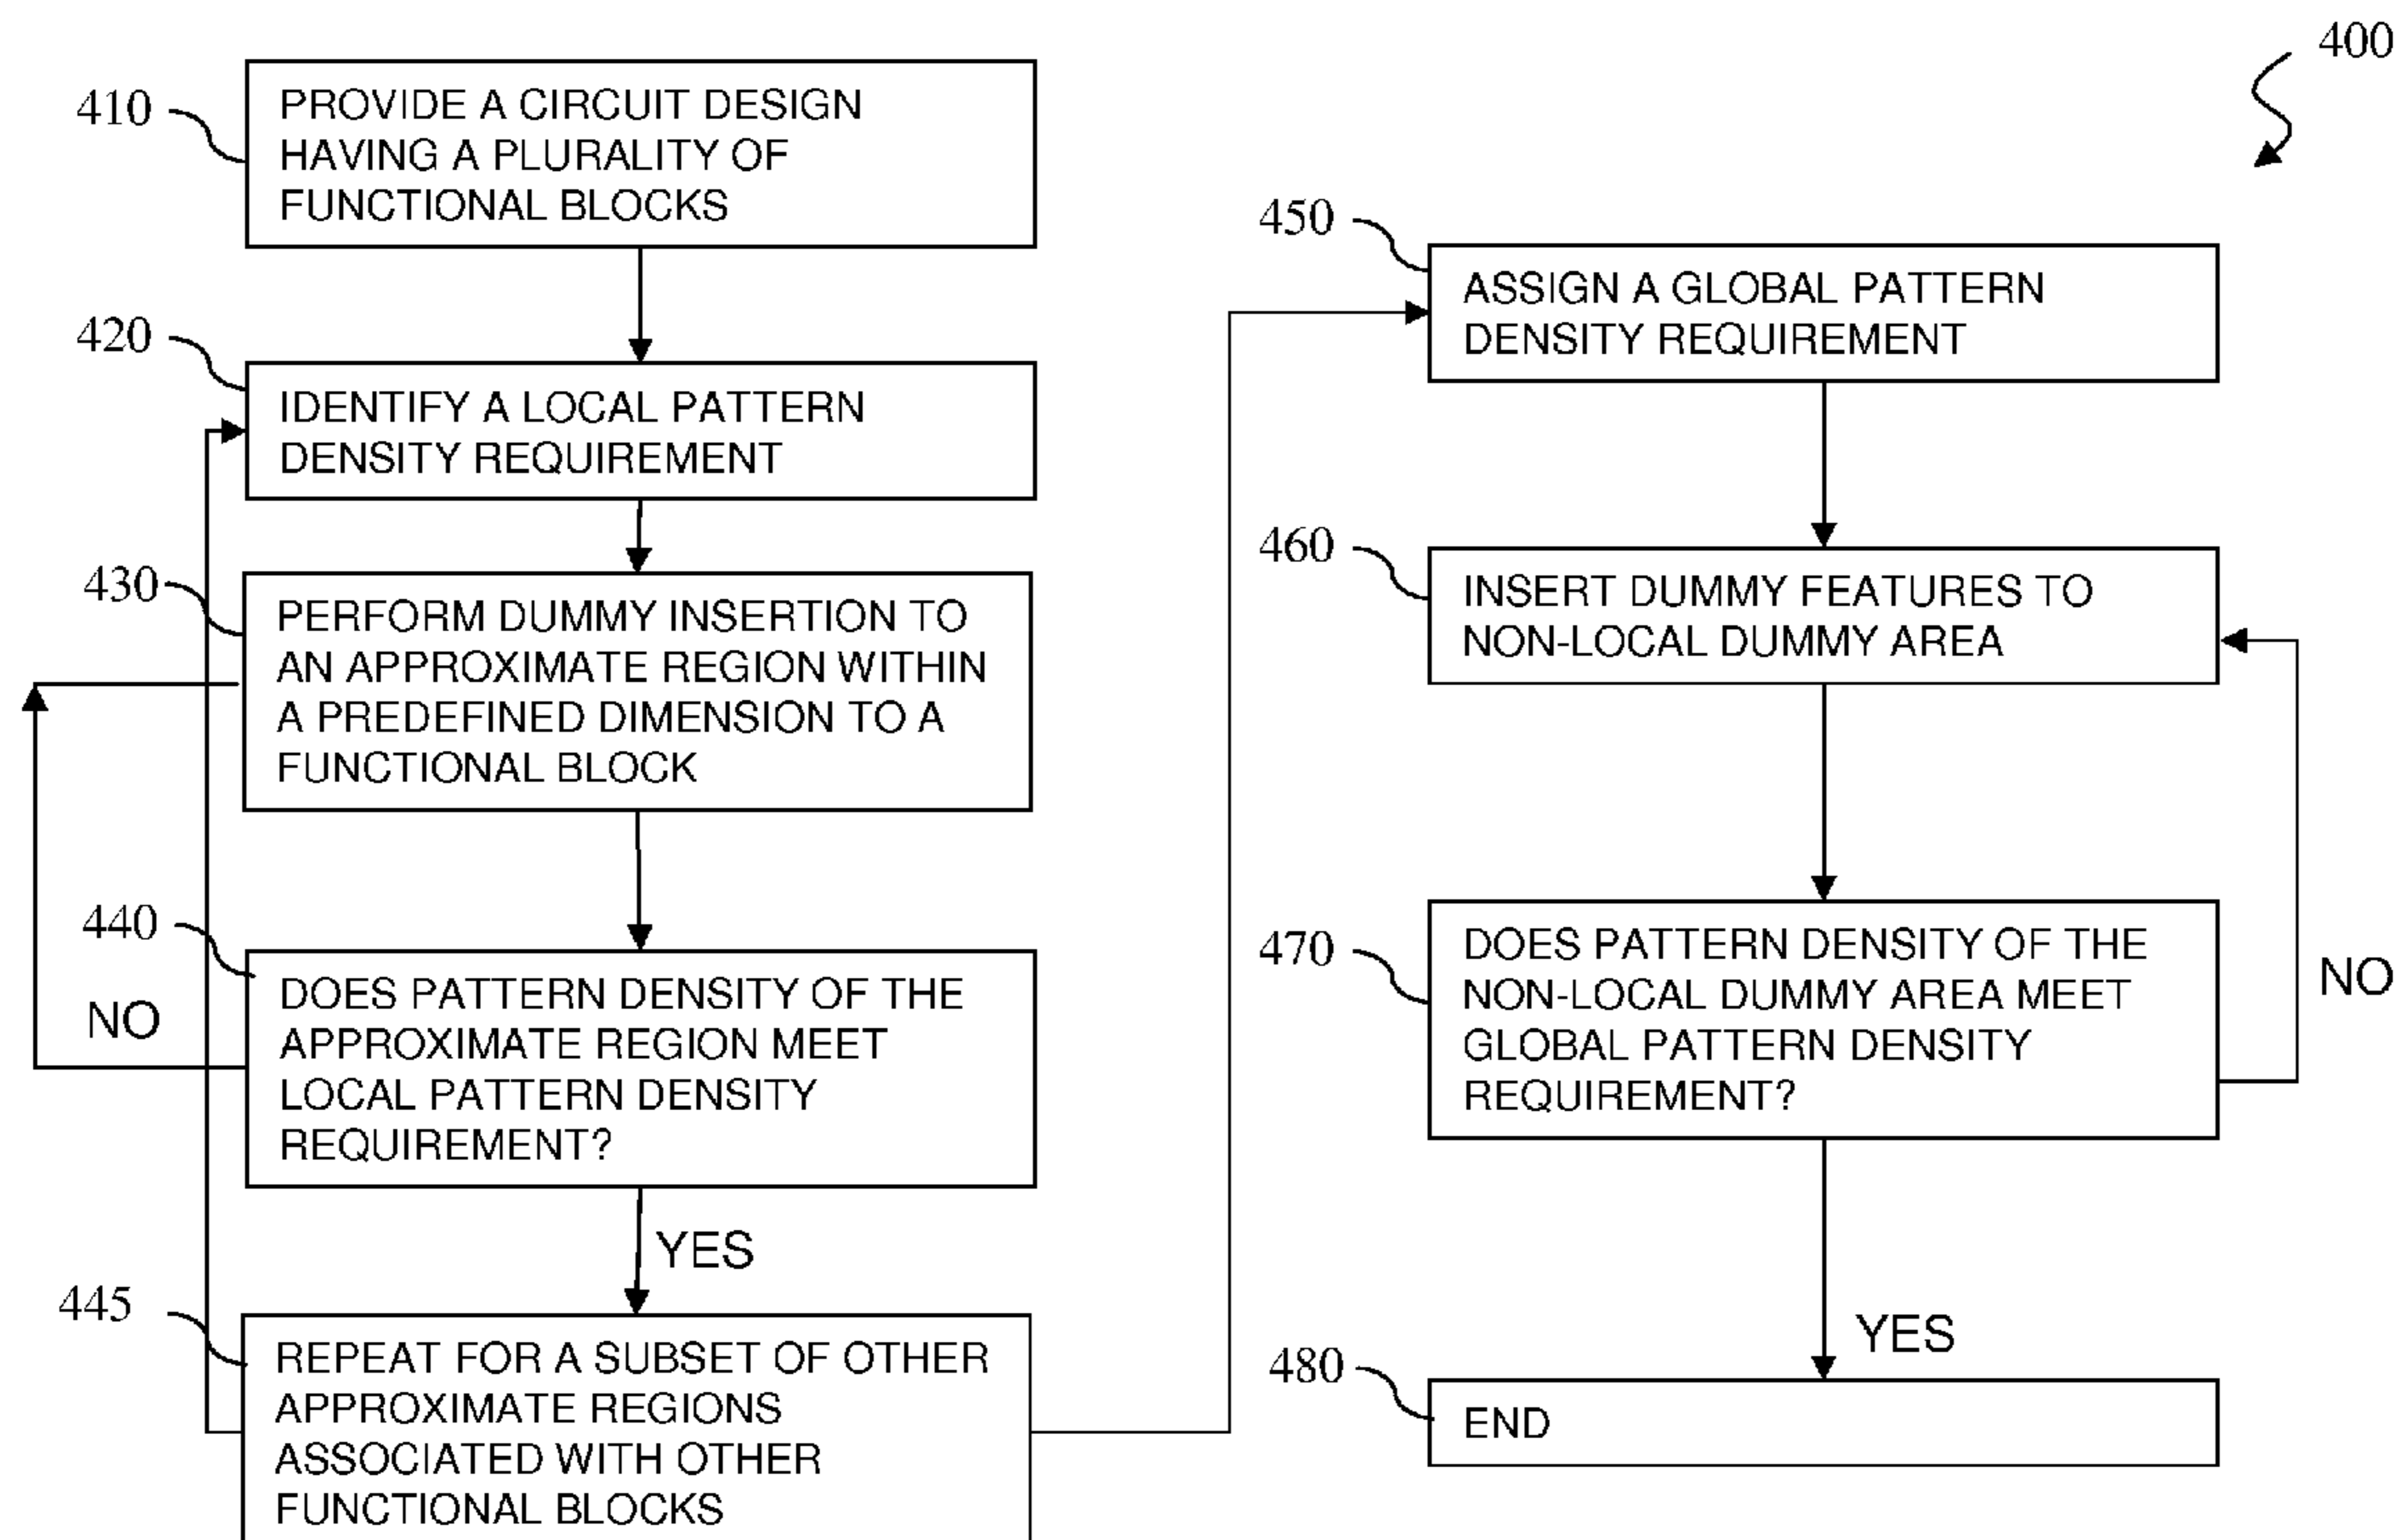 400
410
PROVIDE A CIRCUIT DESIGN
HAVING A PLURALITY OF
FUNCTIONAL BLOCKS
420
IDENTIFY A LOCAL PATTERN
DENSITY REQUIREMENT
430
PERFORM DUMMY INSERTION TO
AN APPROXIMATE REGION WITHIN
A PREDEFINED DIMENSION TO A
FUNCTIONAL BLOCK
440
DOES PATTERN DENSITY OF THE
APPROXIMATE REGION MEET
LOCAL PATTERN DENSITY
REQUIREMENT?
NO
YES
445
REPEAT FOR A SUBSET OF OTHER
APPROXIMATE REGIONS
ASSOCIATED WITH OTHER
FUNCTIONAL BLOCKS
450
ASSIGN A GLOBAL PATTERN
DENSITY REQUIREMENT
460
INSERT DUMMY FEATURES TO
NON-LOCAL DUMMY AREA
470
DOES PATTERN DENSITY OF THE
NON-LOCAL DUMMY AREA MEET
GLOBAL PATTERN DENSITY
REQUIREMENT?
NO
YES
480
END